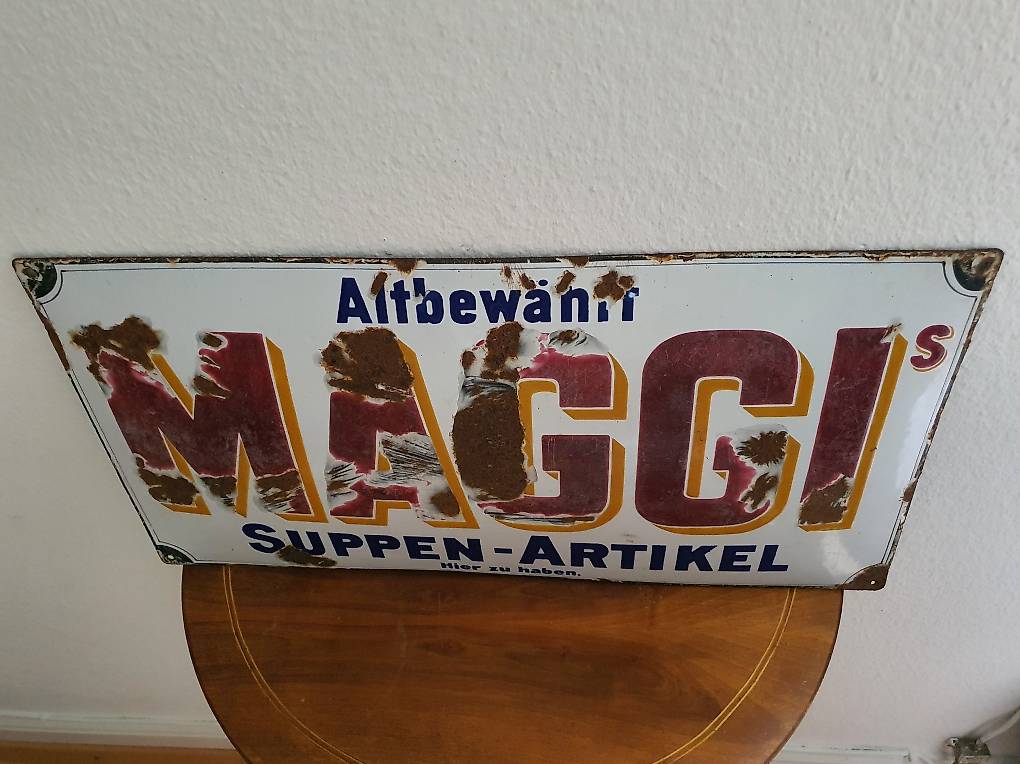 Altbewährt
MAGGI's
SUPPEN-ARTIKEL
Hier zu haben.